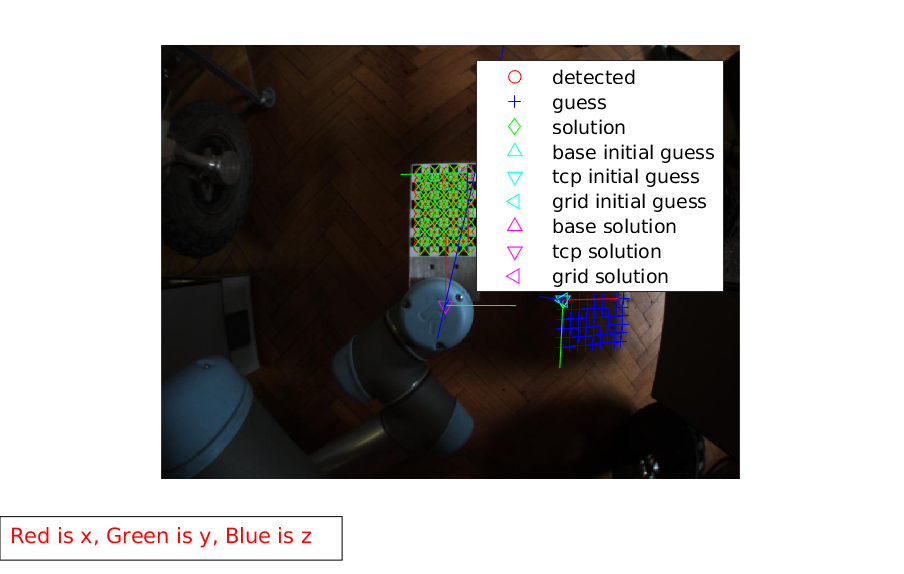 detected
guess
solution
base initial guess
tcp initial guess
grid initial guess
base solution
tcp solution
grid solution
Red is x, Green is y, Blue is z